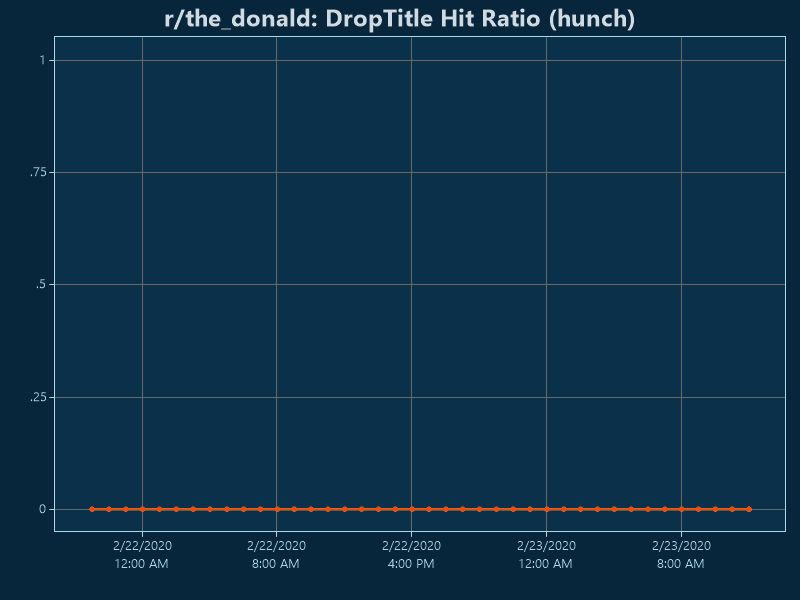 r/the_donald: DropTitle Hit Ratio (hunch)
1
.75
.5
.25
0
2/22/2020 2/22/2020 2/22/2020 2/23/2020 2/23/2020
12:00 AM 8:00 AM 4:00 PM 12:00 AM 8:00 AM